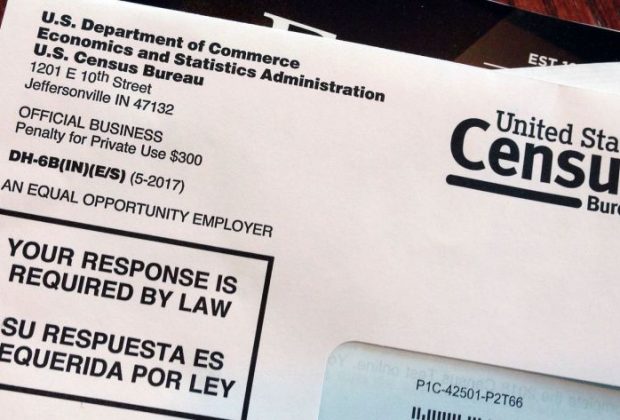 U.S. Department of Commerce
Economics and Statistics Administration
U.S. Census Bureau
1201 E 10th Street
Jeffersonville IN 47132
OFFICIAL BUSINESS
Penalty for Private Use $300
DH-6B(IN)(E/S) (5-2017)
AN EQUAL OPPORTUNITY EMPLOYER
YOUR RESPONSE IS
REQUIRED BY LAW
SU RESPUESTA ES
EQUERIDA POR LEY
EST
United Sta
Censu
Bure
P1C-42501-P2T66